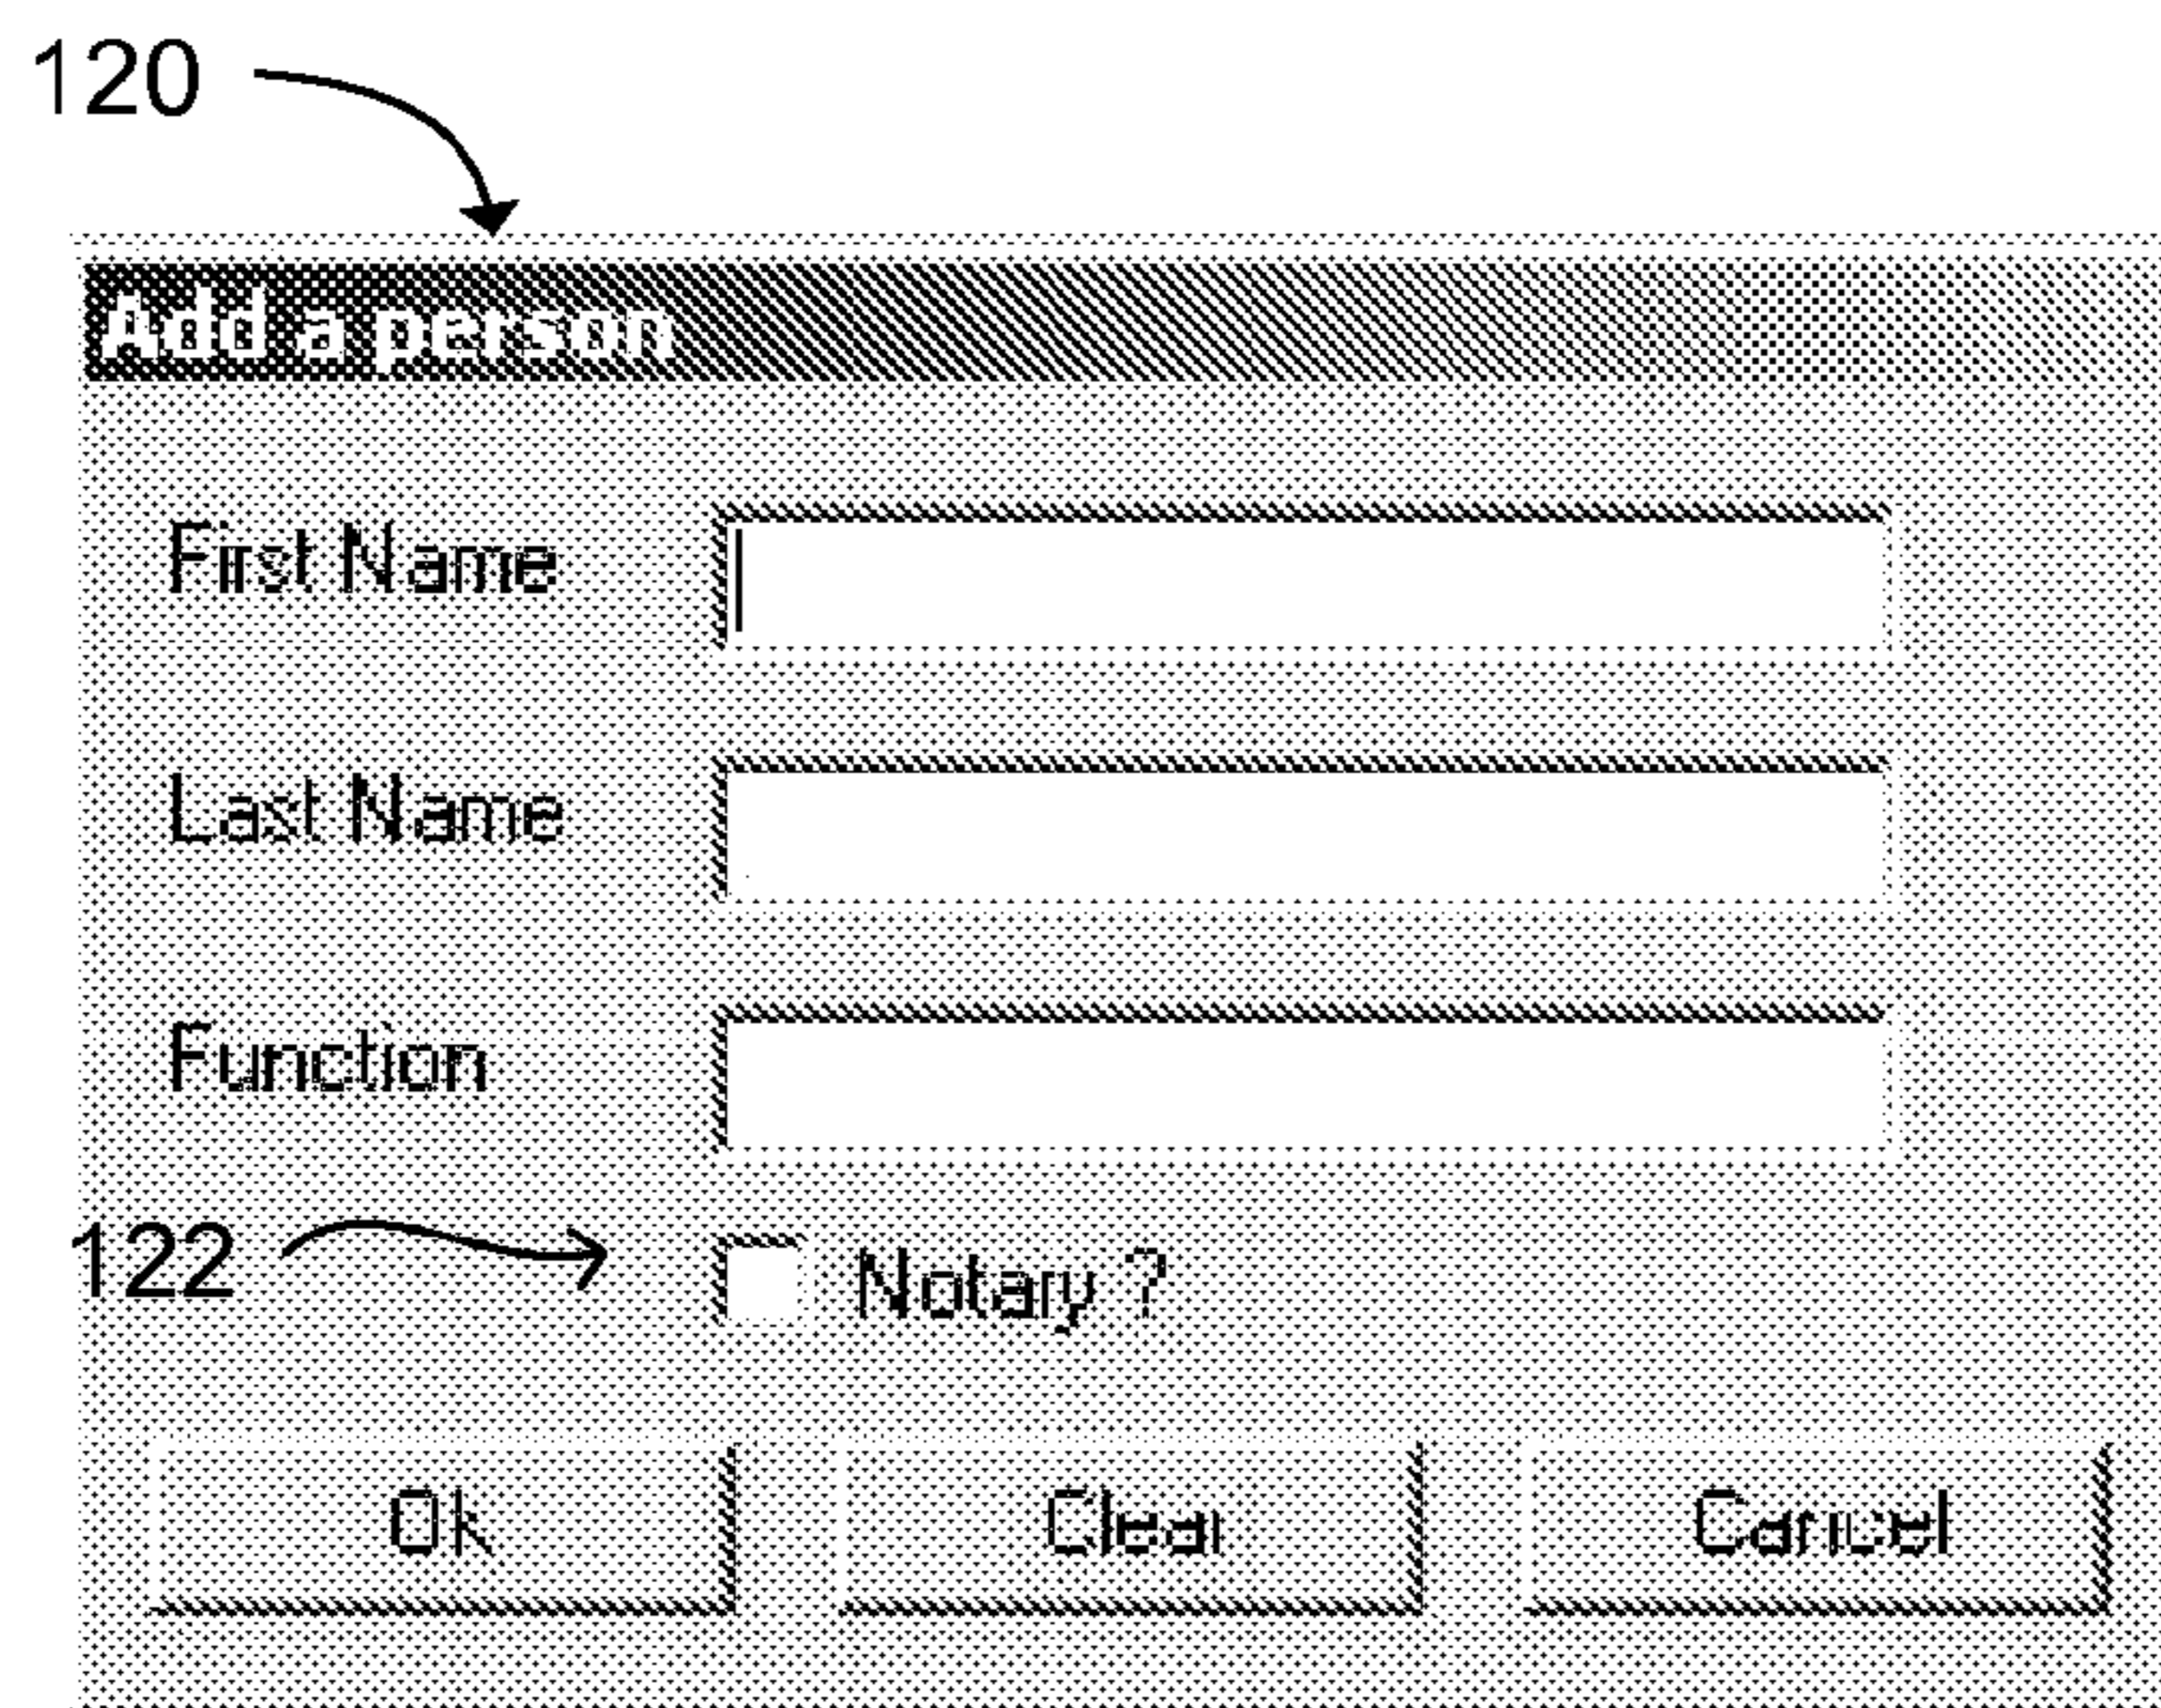 120
Add a person
First Name
Last Name
Function
122 Notary ?
Ok Clear Cancel